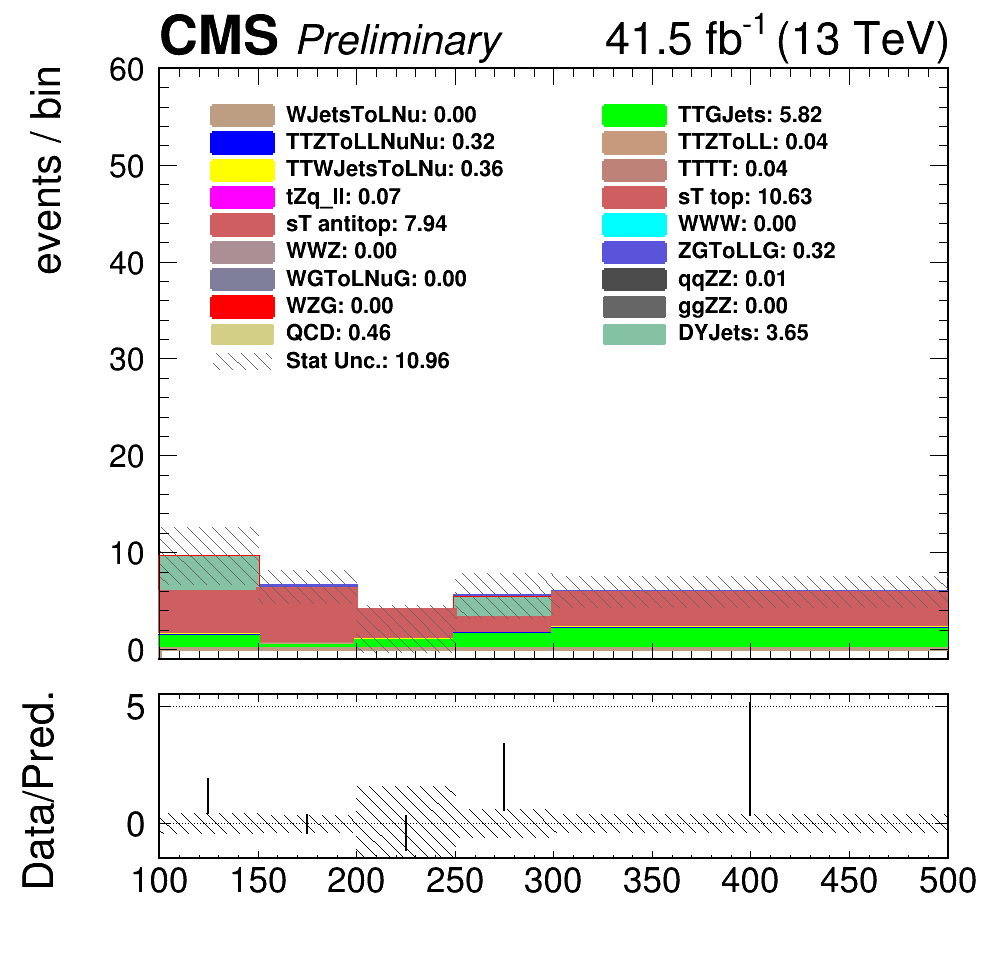 CMS Preliminary 41.5 fb-1 (13 TeV)
events / bin
60
50
40
30
20
10
0
WJetsToLNu: 0.00
TTGJets: 5.82
TTZToLLNuNu: 0.32
TTZToLL: 0.04
TTWJetsToLNu: 0.36
TTTT: 0.04
tZq_ll: 0.07
sT top: 10.63
sT antitop: 7.94
WWW: 0.00
WWZ: 0.00
ZGToLLG: 0.32
WGToLNuG: 0.00
qqZZ: 0.01
WZG: 0.00
ggZZ: 0.00
QCD: 0.46
DYJets: 3.65
Stat Unc.: 10.96
Data/Pred.
5
0
100 150 200 250 300 350 400 450 500